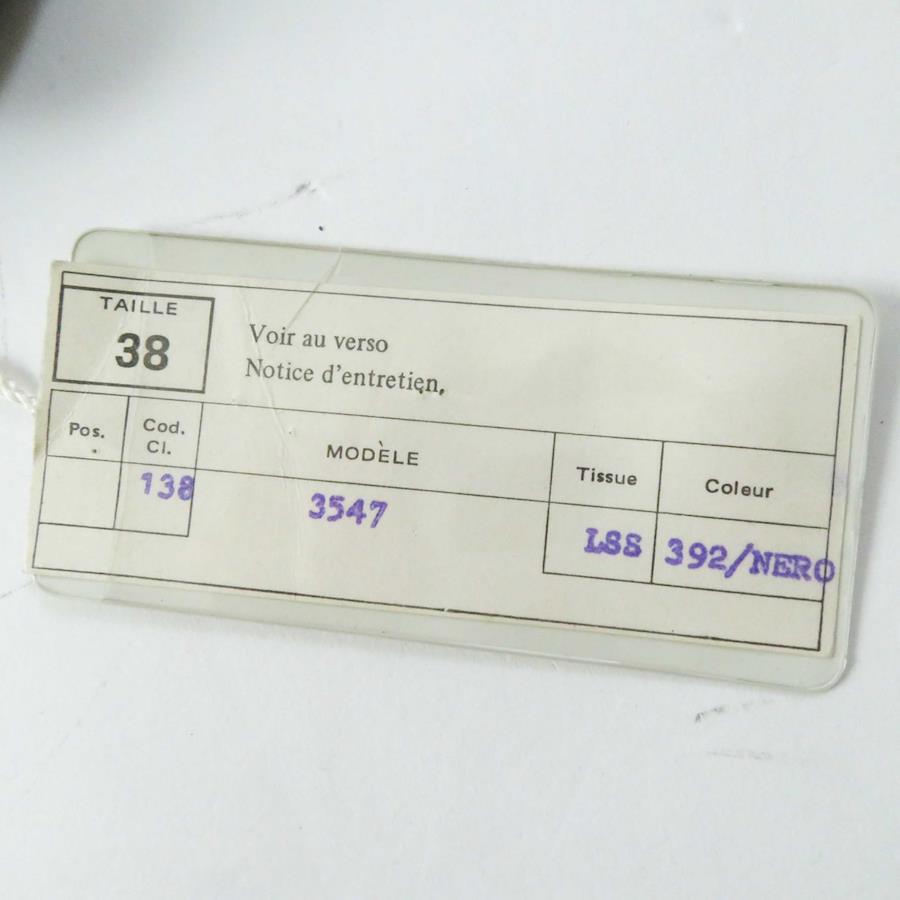 TAILLE
38
Voir au verso
Notice d'entretien,
Pos. Cod. Cl. MODÈLE Tissue Coleur
138 3547 LSS 392/NERO